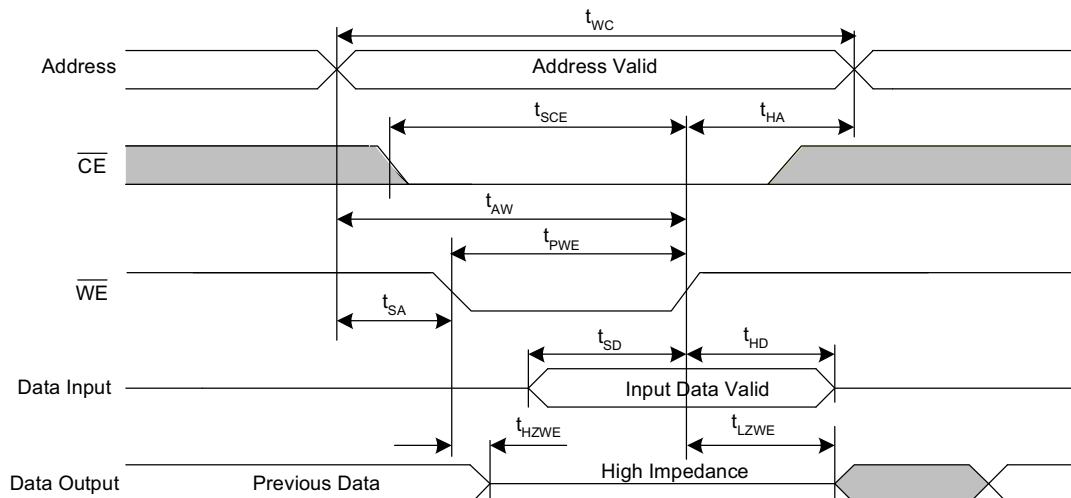 tWC
Address
Address Valid
tSCE
tHA
CE
tAW
tPWE
WE
tSA
tSD
tHD
Data Input
Input Data Valid
tHZWE
tLZWE
Data Output
Previous Data
High Impedance